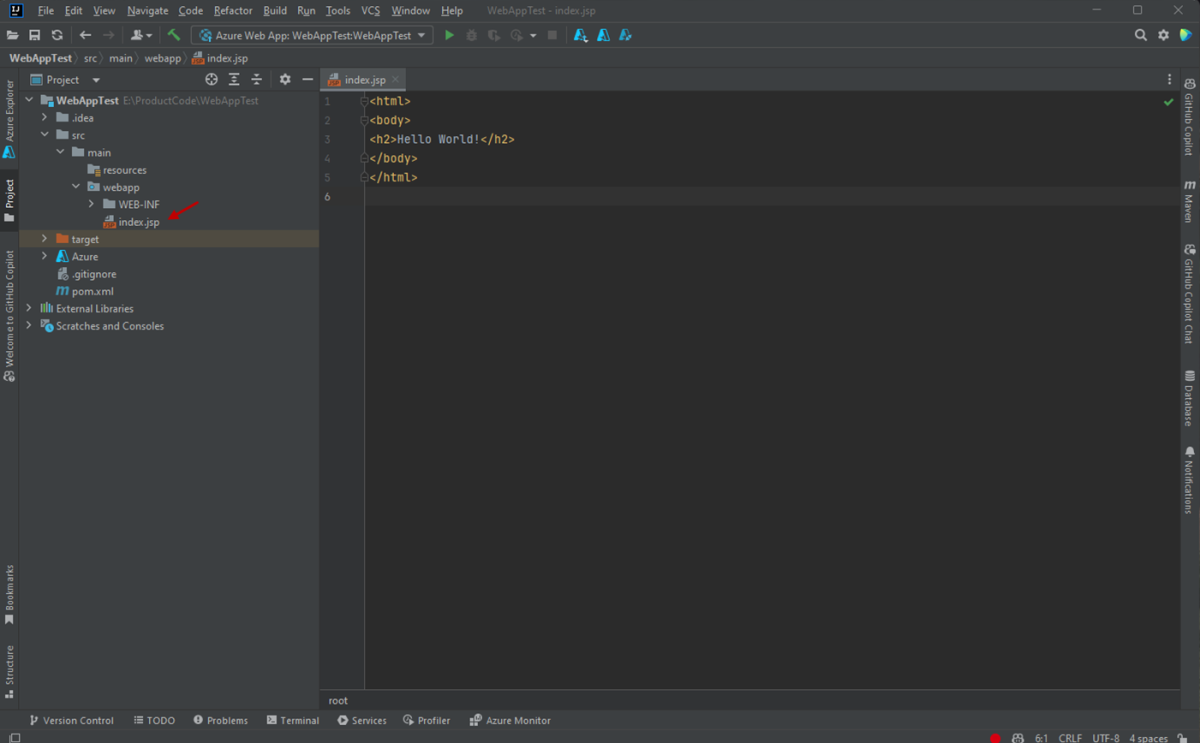 File Edit View Navigate Code Refactor Build Run Tools VCS Window Help WebAppTest - index.jsp
Azure Web App: WebAppTest:WebAppTest
WebAppTest src main webapp index.jsp
Project
index.jsp
WebAppTest E:\ProductCode\WebAppTest
.idea
src
main
resources
webapp
WEB-INF
index.jsp
target
Azure
.gitignore
pom.xml
External Libraries
Scratches and Consoles
1 <html>
2 <body>
3 <h2>Hello World!</h2>
4 </body>
5 </html>
6
root
Azure Explorer
Project
Welcome to GitHub Copilot
Bookmarks
Structure
GitHub Copilot
Maven
GitHub Copilot Chat
Database
Notifications
Version Control TODO Problems Terminal Services Profiler Azure Monitor
6:1 CRLF UTF-8 4 spaces